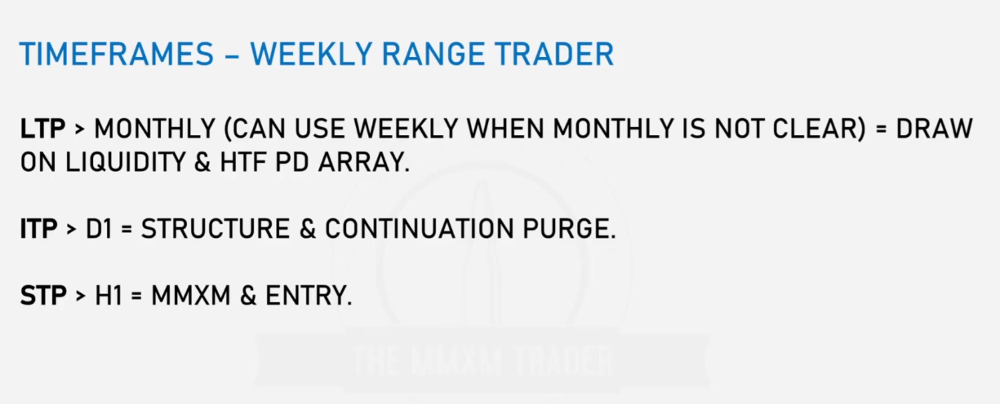 TIMEFRAMES – WEEKLY RANGE TRADER
LTP > MONTHLY (CAN USE WEEKLY WHEN MONTHLY IS NOT CLEAR) = DRAW
ON LIQUIDITY & HTF PD ARRAY.
ITP > D1 = STRUCTURE & CONTINUATION PURGE.
STP > H1 = MMXM & ENTRY.
THE MMXM TRADER